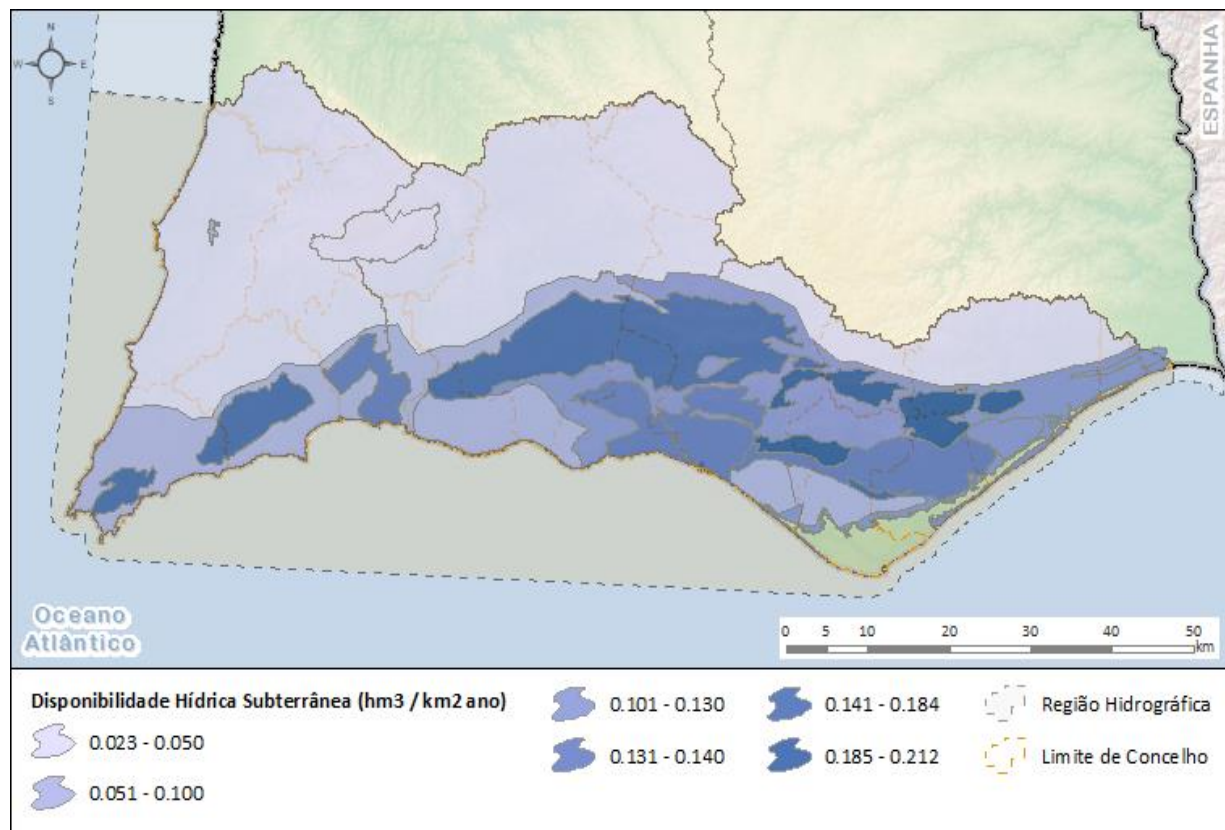 N
W E
S
ESPANHA
Oceano
Atlântico
0 5 10 20 30 40 50
km
Disponibilidade Hídrica Subterrânea (hm3 / km2 ano)
0.023 - 0.050
0.051 - 0.100
0.101 - 0.130
0.131 - 0.140
0.141 - 0.184
0.185 - 0.212
Região Hidrográfica
Limite de Concelho